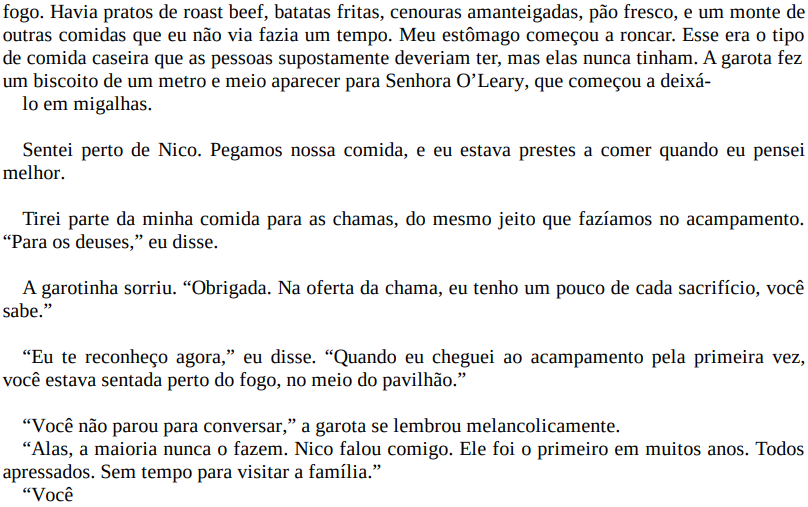 fogo. Havia pratos de roast beef, batatas fritas, cenouras amanteigadas, pão fresco, e um monte de
outras comidas que eu não via fazia um tempo. Meu estômago começou a roncar. Esse era o tipo
de comida caseira que as pessoas supostamente deveriam ter, mas elas nunca tinham. A garota fez
um biscoito de um metro e meio aparecer para Senhora O’Leary, que começou a deixá-
lo em migalhas.
Sentei perto de Nico. Pegamos nossa comida, e eu estava prestes a comer quando eu pensei
melhor.
Tirei parte da minha comida para as chamas, do mesmo jeito que fazíamos no acampamento.
“Para os deuses,” eu disse.
A garotinha sorriu. “Obrigada. Na oferta da chama, eu tenho um pouco de cada sacrifício, você
sabe.”
“Eu te reconheço agora,” eu disse. “Quando eu cheguei ao acampamento pela primeira vez,
você estava sentada perto do fogo, no meio do pavilhão.”
“Você não parou para conversar,” a garota se lembrou melancolicamente.
“Alas, a maioria nunca o fazem. Nico falou comigo. Ele foi o primeiro em muitos anos. Todos
apressados. Sem tempo para visitar a família.”
“Você